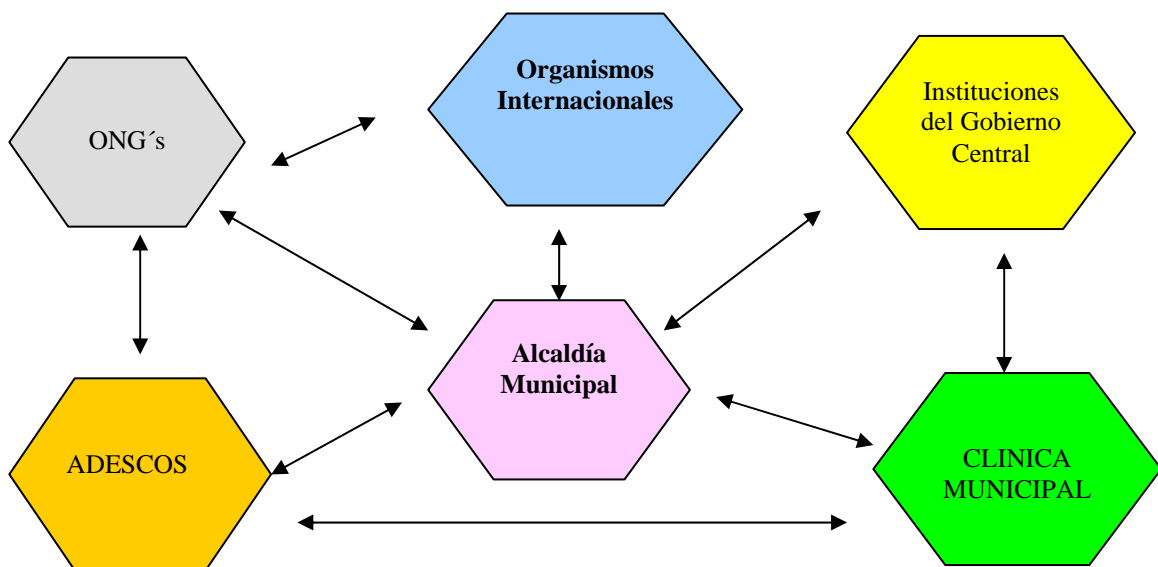 ONG´s
Organismos
Internacionales
Instituciones
del Gobierno
Central
Alcaldía
Municipal
ADESCOS
CLINICA
MUNICIPAL